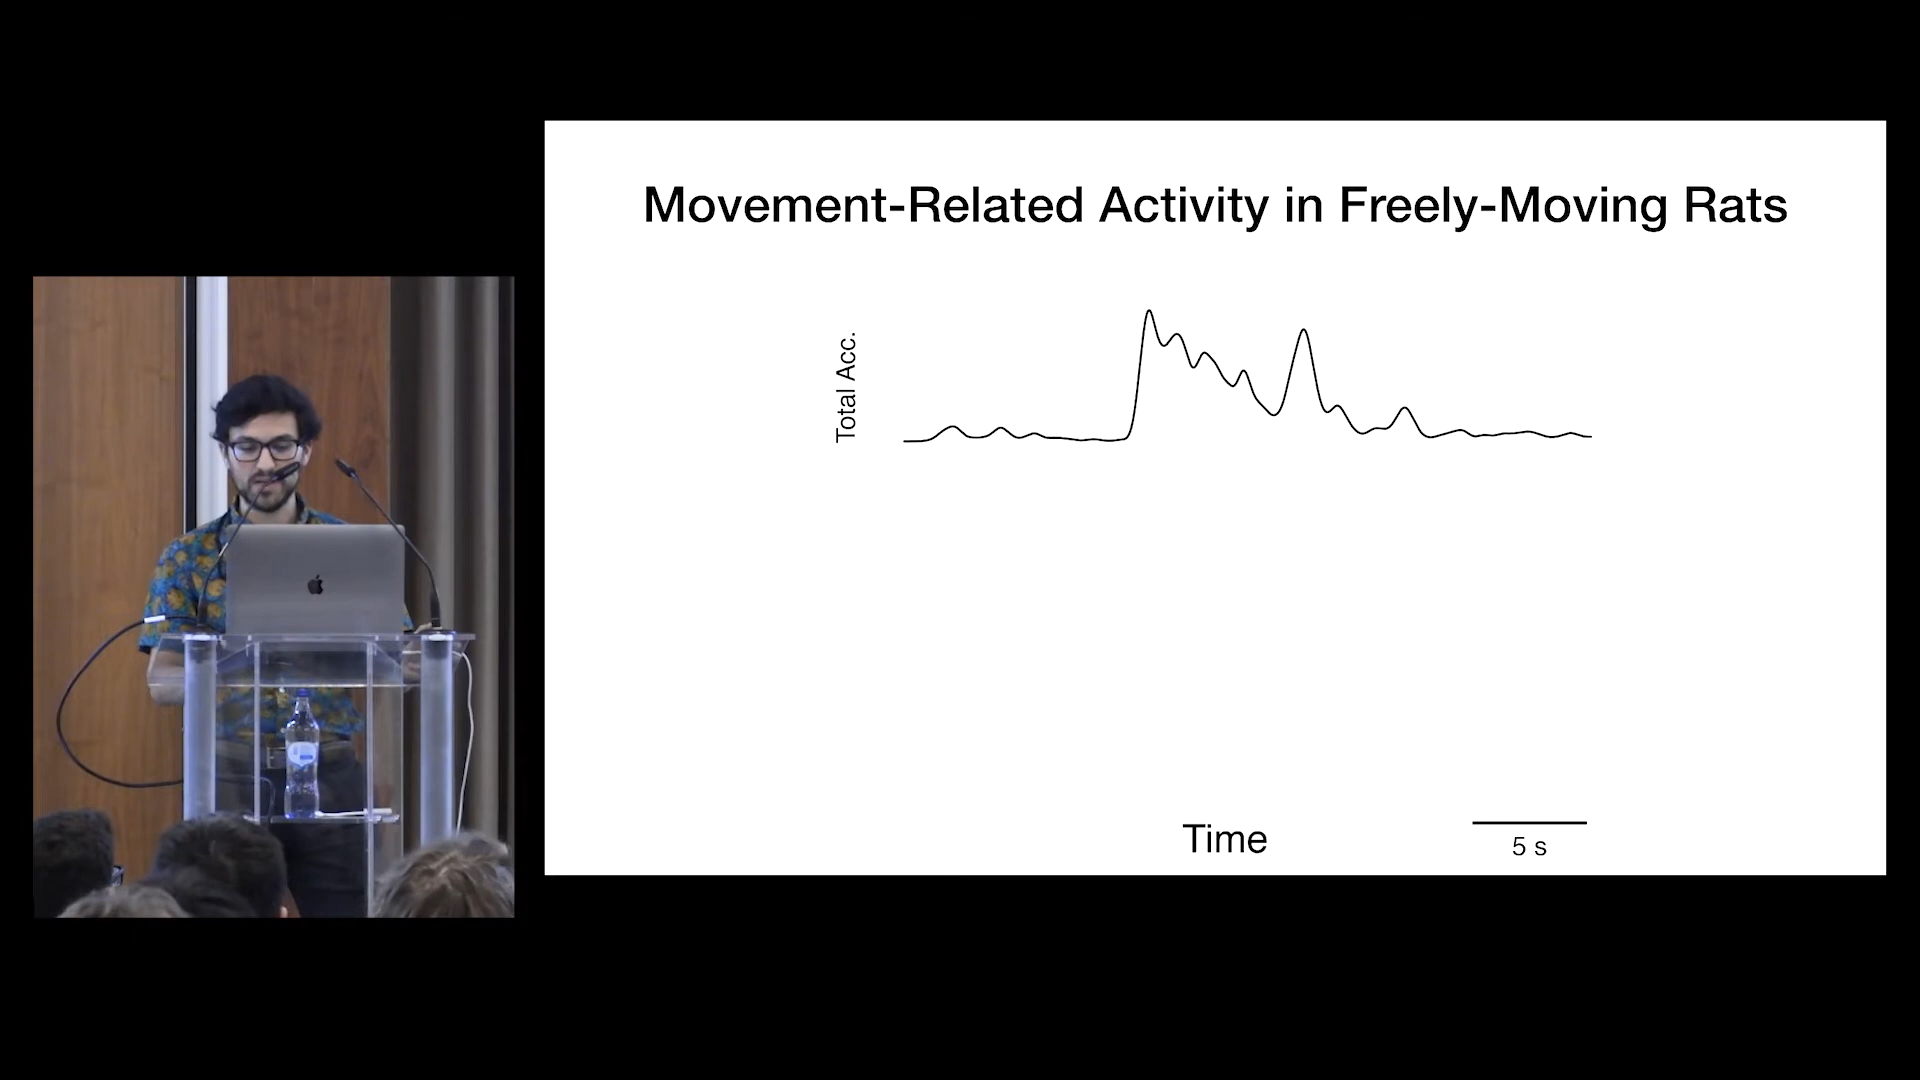 Movement-Related Activity in Freely-Moving Rats
Total Acc.
Time
5 s